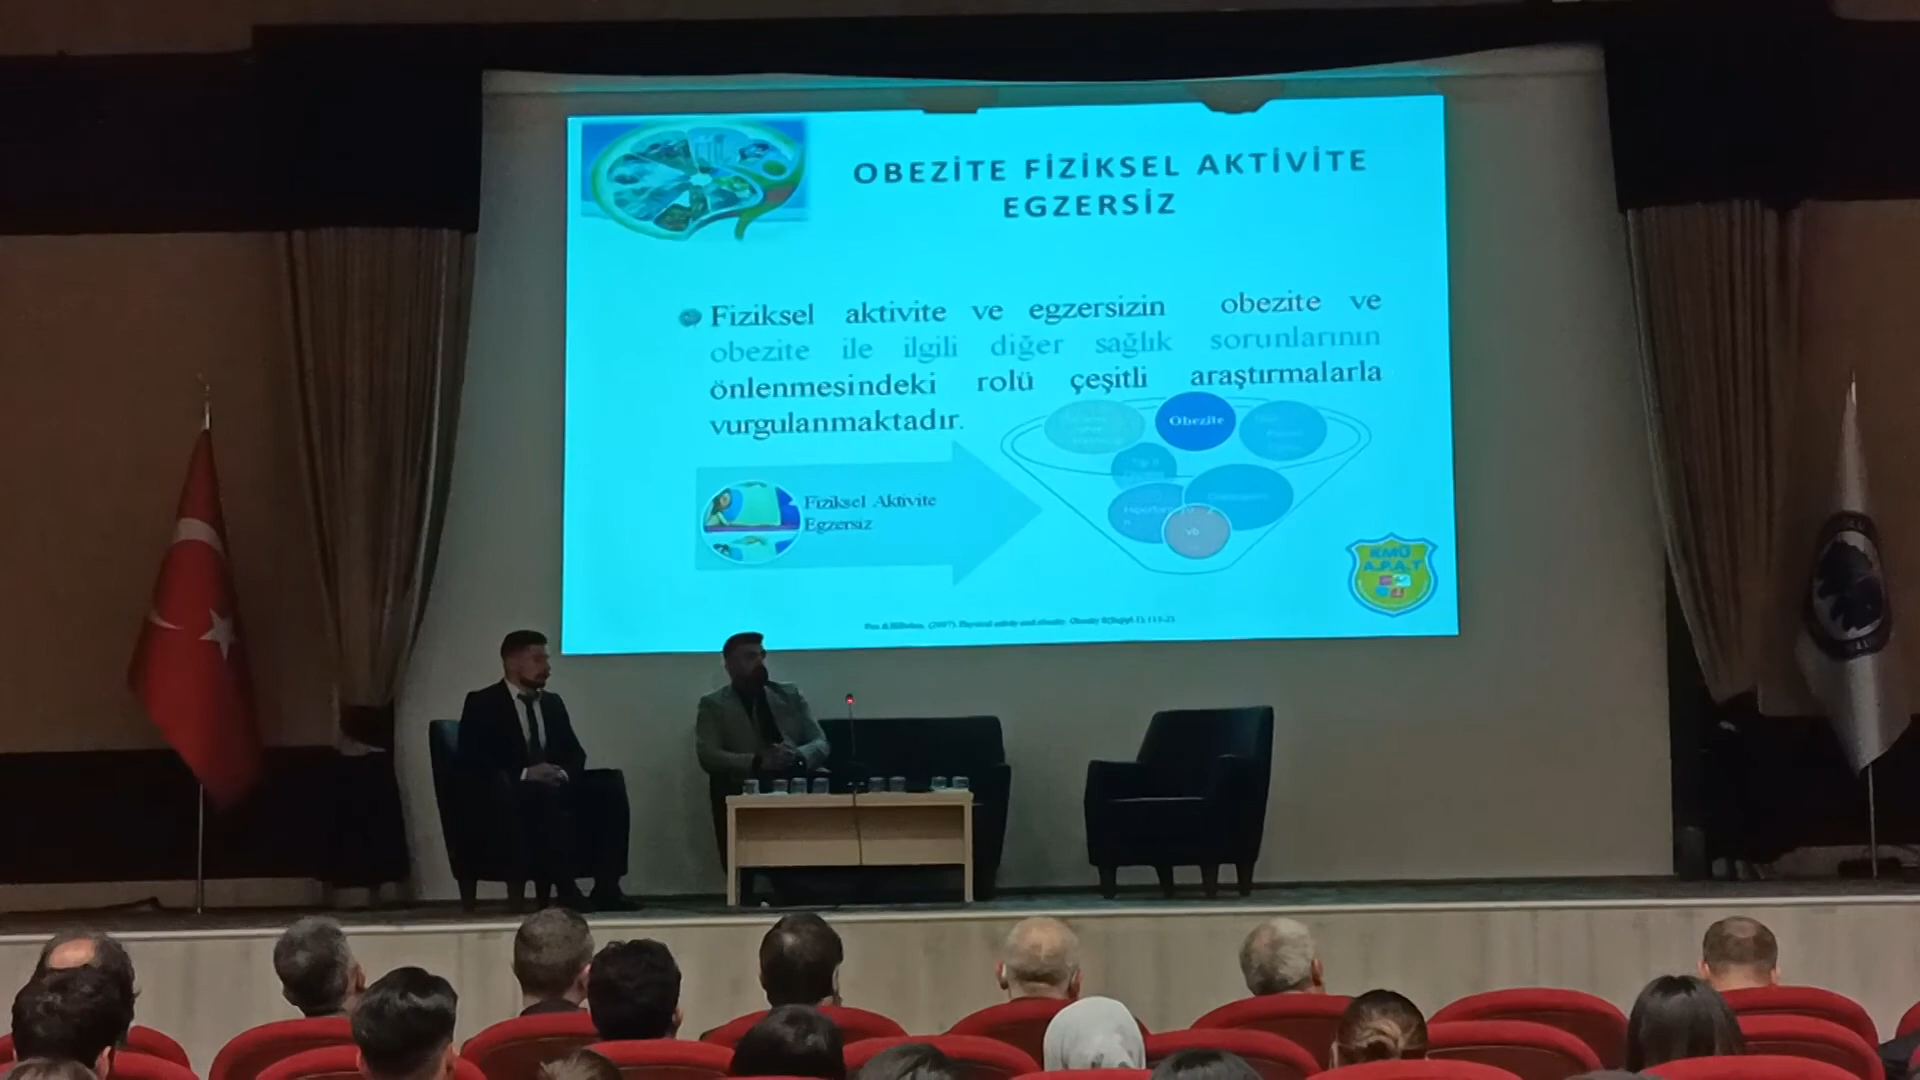 OBEZİTE FİZİKSEL AKTİVİTE
EGZERSİZ
Fiziksel aktivite ve egzersizin obezite ve
obezite ile ilgili diğer sağlık sorunlarının
önlenmesindeki rolü çeşitli araştırmalarla
vurgulanmaktadır.
Obezite
Fiziksel Aktivite
Egzersiz
vb
KMÜ
A.P.A.T